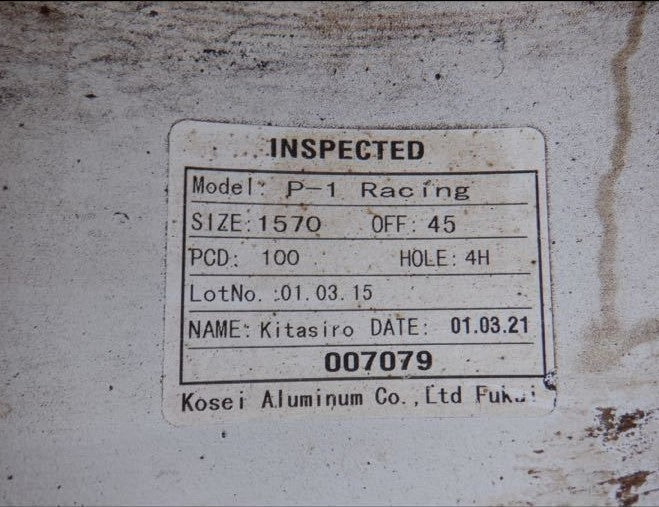 INSPECTED
Model: P-1 Racing
SIZE: 1570 OFF: 45
PCD: 100 HOLE: 4H
LotNo. :01.03.15
NAME: Kitasiro DATE: 01.03.21
007079
Kosei Aluminum Co.,Ltd